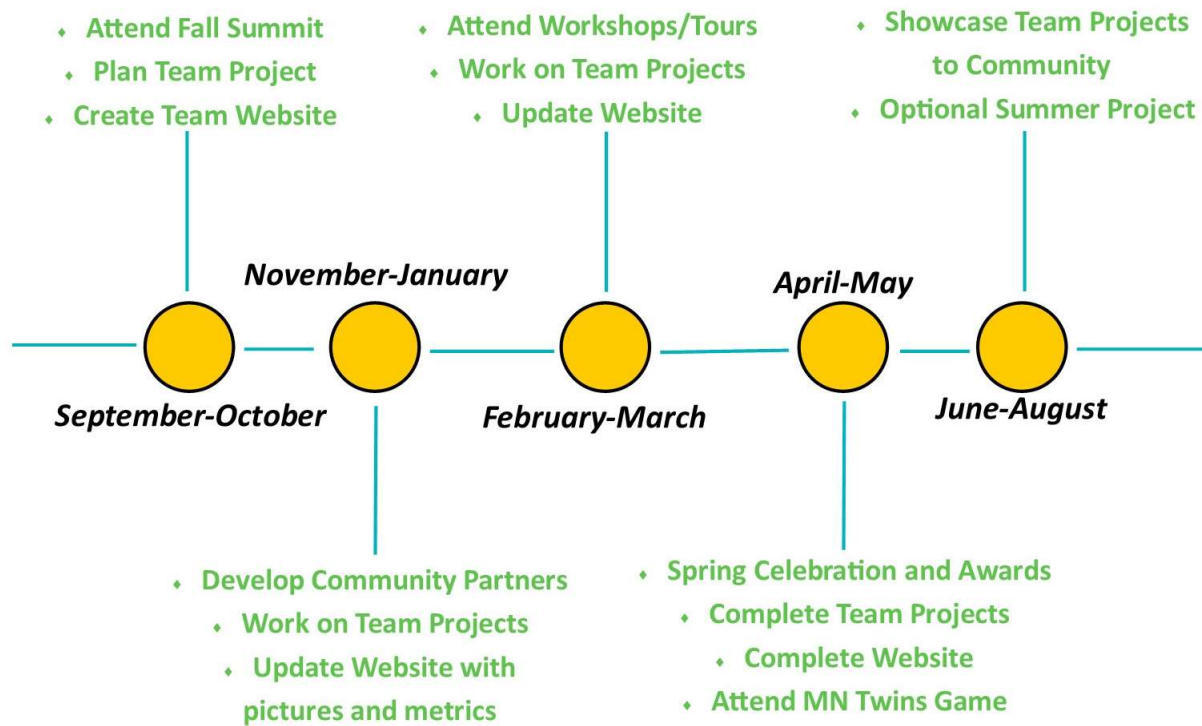 ⬧ Attend Fall Summit
⬧ Plan Team Project
⬧ Create Team Website
⬧ Attend Workshops/Tours
⬧ Work on Team Projects
⬧ Update Website
⬧ Showcase Team Projects
to Community
⬧ Optional Summer Project
November-January
April-May
September-October
February-March
June-August
⬧ Develop Community Partners
⬧ Work on Team Projects
⬧ Update Website with
pictures and metrics
⬧ Spring Celebration and Awards
⬧ Complete Team Projects
⬧ Complete Website
⬧ Attend MN Twins Game